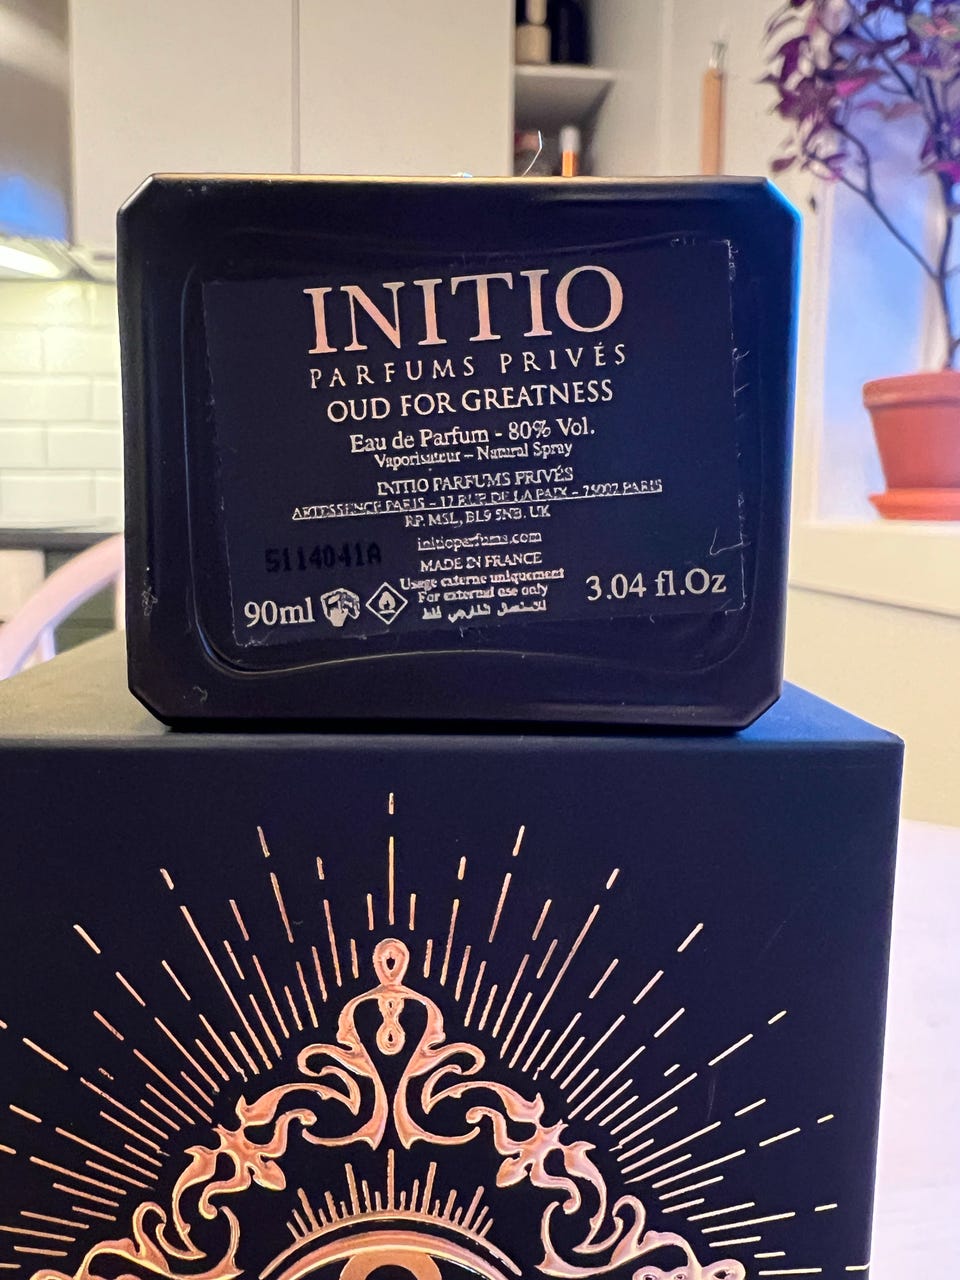 INITIO
PARFUMS PRIVÉS
OUD FOR GREATNESS
Eau de Parfum - 80% Vol.
Vaporisateur – Natural Spray
INITIO PARFUMS PRIVÉS
ARTESSENCE PARIS - 17 RUE DE LA PAIX - 75002 PARIS
RP. MSL, BL9 5NB. UK
initioparfums.com
5114041A
MADE IN FRANCE
Usage externe uniquement
For external use only
90ml
3.04 fl.Oz